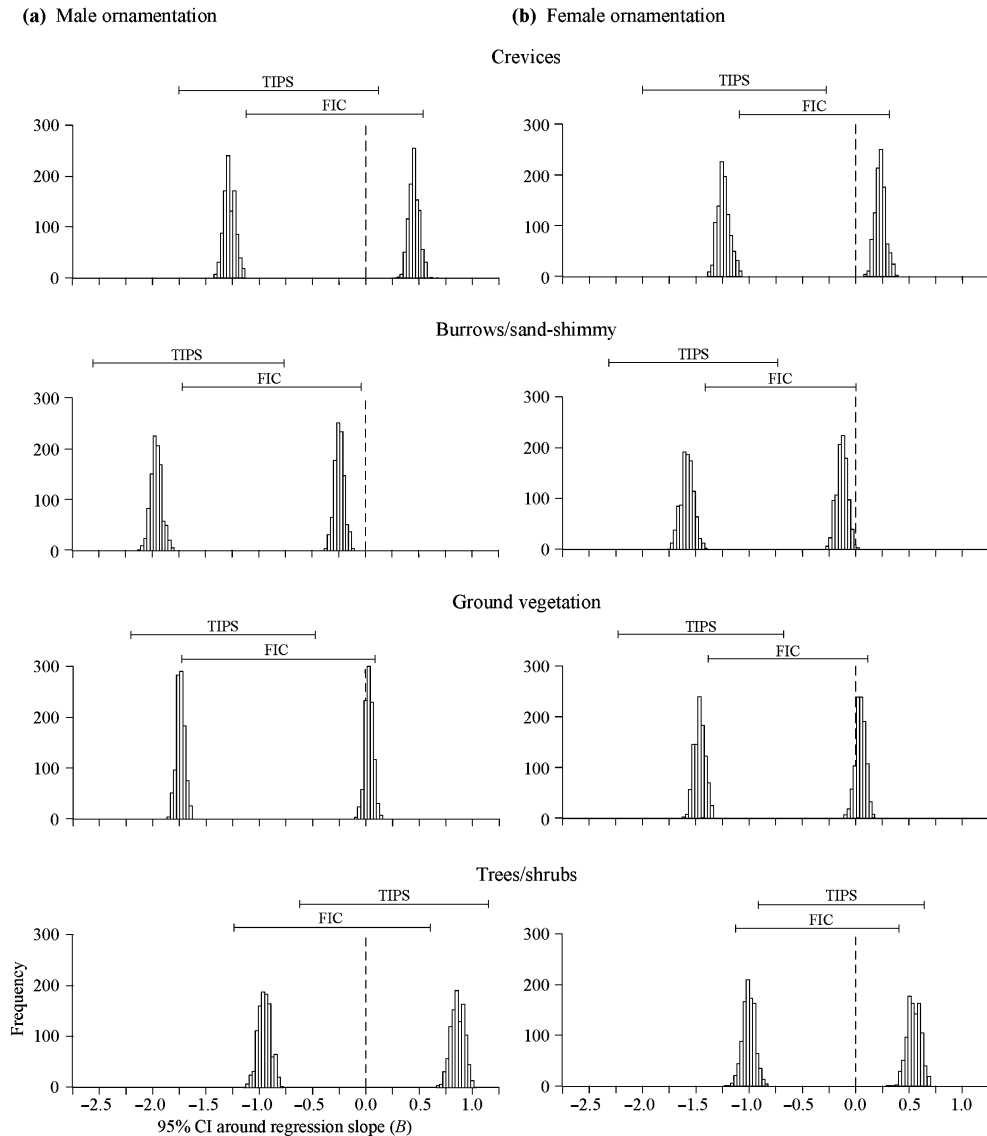 (a) Male ornamentation
(b) Female ornamentation
Crevices
TIPS
FIC
300
200
100
0
TIPS
FIC
300
200
100
0
Burrows/sand-shimmy
TIPS
FIC
300
200
100
0
TIPS
FIC
300
200
100
0
Ground vegetation
TIPS
FIC
300
200
100
0
TIPS
FIC
300
200
100
0
Trees/shrubs
TIPS
FIC
300
200
100
0
Frequency
−2.5 −2.0 −1.5 −1.0 −0.5 0.0 0.5 1.0
95% CI around regression slope (B)
TIPS
FIC
300
200
100
0
−2.5 −2.0 −1.5 −1.0 −0.5 0.0 0.5 1.0